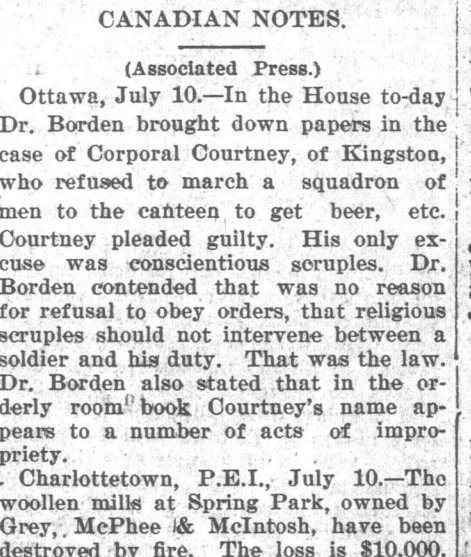 CANADIAN NOTES.
(Associated Press.)
Ottawa, July 10.—In the House to-day
Dr. Borden brought down papers in the
case of Corporal Courtney, of Kingston,
who refused to march a squadron of
men to the canteen to get beer, etc.
Courtney pleaded guilty. His only ex-
cuse was conscientious scruples. Dr.
Borden contended that was no reason
for refusal to obey orders, that religious
scruples should not intervene between a
soldier and his duty. That was the law.
Dr. Borden also stated that in the or-
derly room book Courtney's name ap-
pears to a number of acts of impro-
priety.
Charlottetown, P.E.I., July 10.—The
woollen mills at Spring Park, owned by
Grey, McPhee & McIntosh, have been
destroyed by fire. The loss is $10,000.